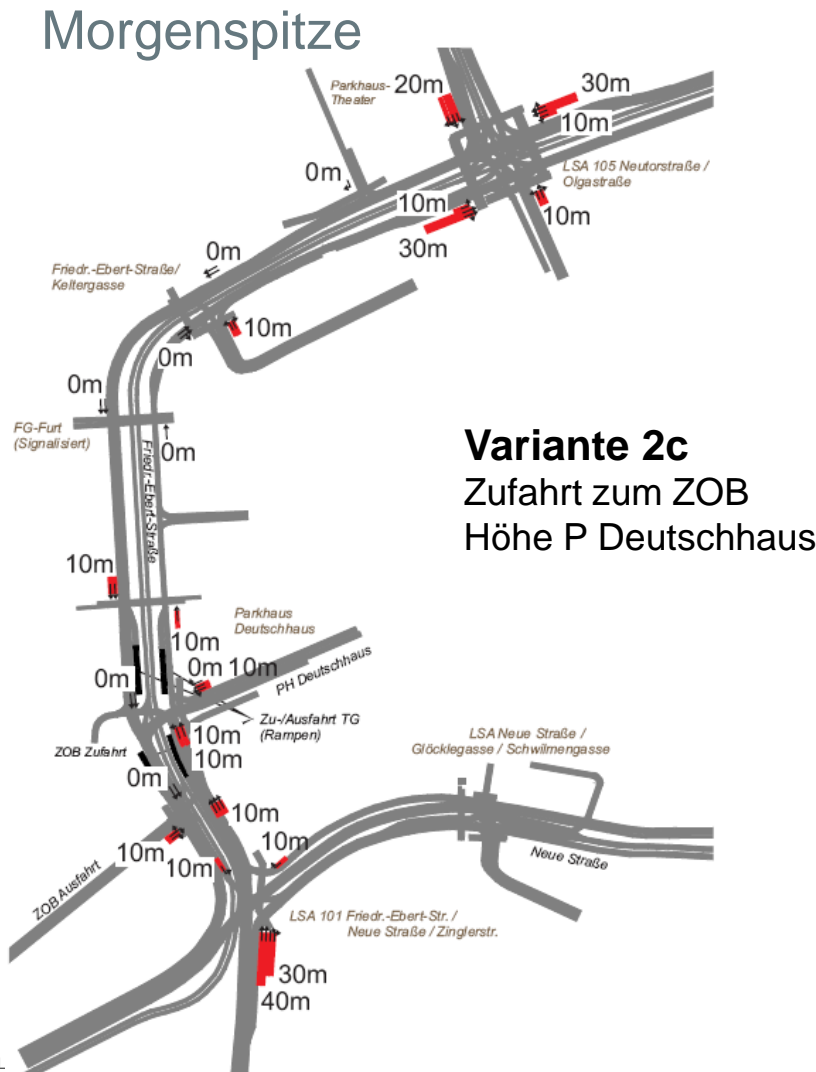 Morgenspitze
Parkhaus-
Theater
20m
30m
10m
LSA 105 Neutorstraße /
Olgastraße
0m
10m
10m
30m
0m
Friedr.-Ebert-Straße/
Keltergasse
10m
0m
0m
FG-Furt
(Signalisiert)
0m
Friedr.-Ebert-Straße
Variante 2c
Zufahrt zum ZOB
Höhe P Deutschhaus
10m
Parkhaus
Deutschhaus
10m
0m
10m
PH Deutschhaus
0m
Zu-/Ausfahrt TG
(Rampen)
10m
10m
ZOB Zufahrt
LSA Neue Straße /
Glöcklegasse / Schwilmengasse
0m
10m
10m
10m
10m
Neue Straße
ZOB Ausfahrt
LSA 101 Friedr.-Ebert-Str. /
Neue Straße / Zinglerstr.
30m
40m